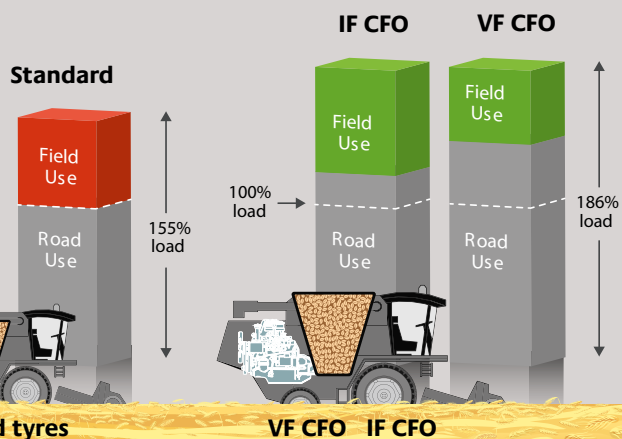 IF CFO
VF CFO
Standard
Field
Use
Road
Use
155%
load
100%
load
Field
Use
Road
Use
Field
Use
Road
Use
186%
load
tyres
VF CFO IF CFO